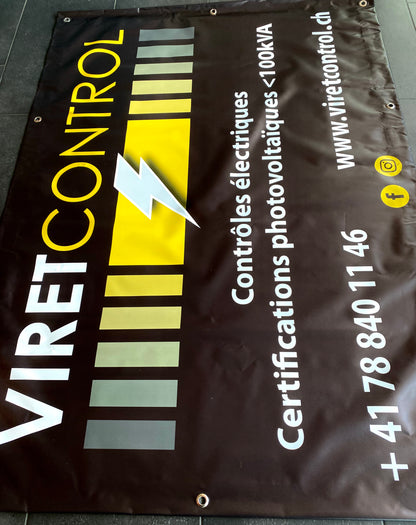 VIRETCONTROL
Contrôles électriques
Certifications photovoltaïques <100kVA
+ 41 78 840 11 46
www.viretcontrol.ch